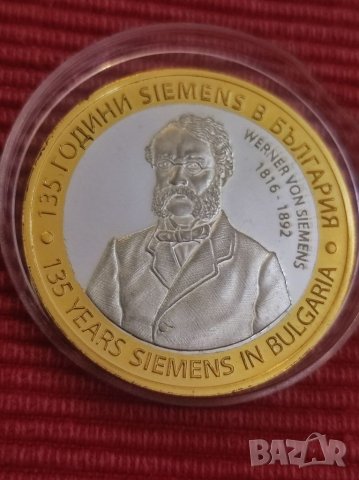 135 ГОДИНИ SIEMENS В БЪЛГАРИЯ
WERNER VON SIEMENS
1816 - 1892
135 YEARS SIEMENS IN BULGARIA
BAZAR